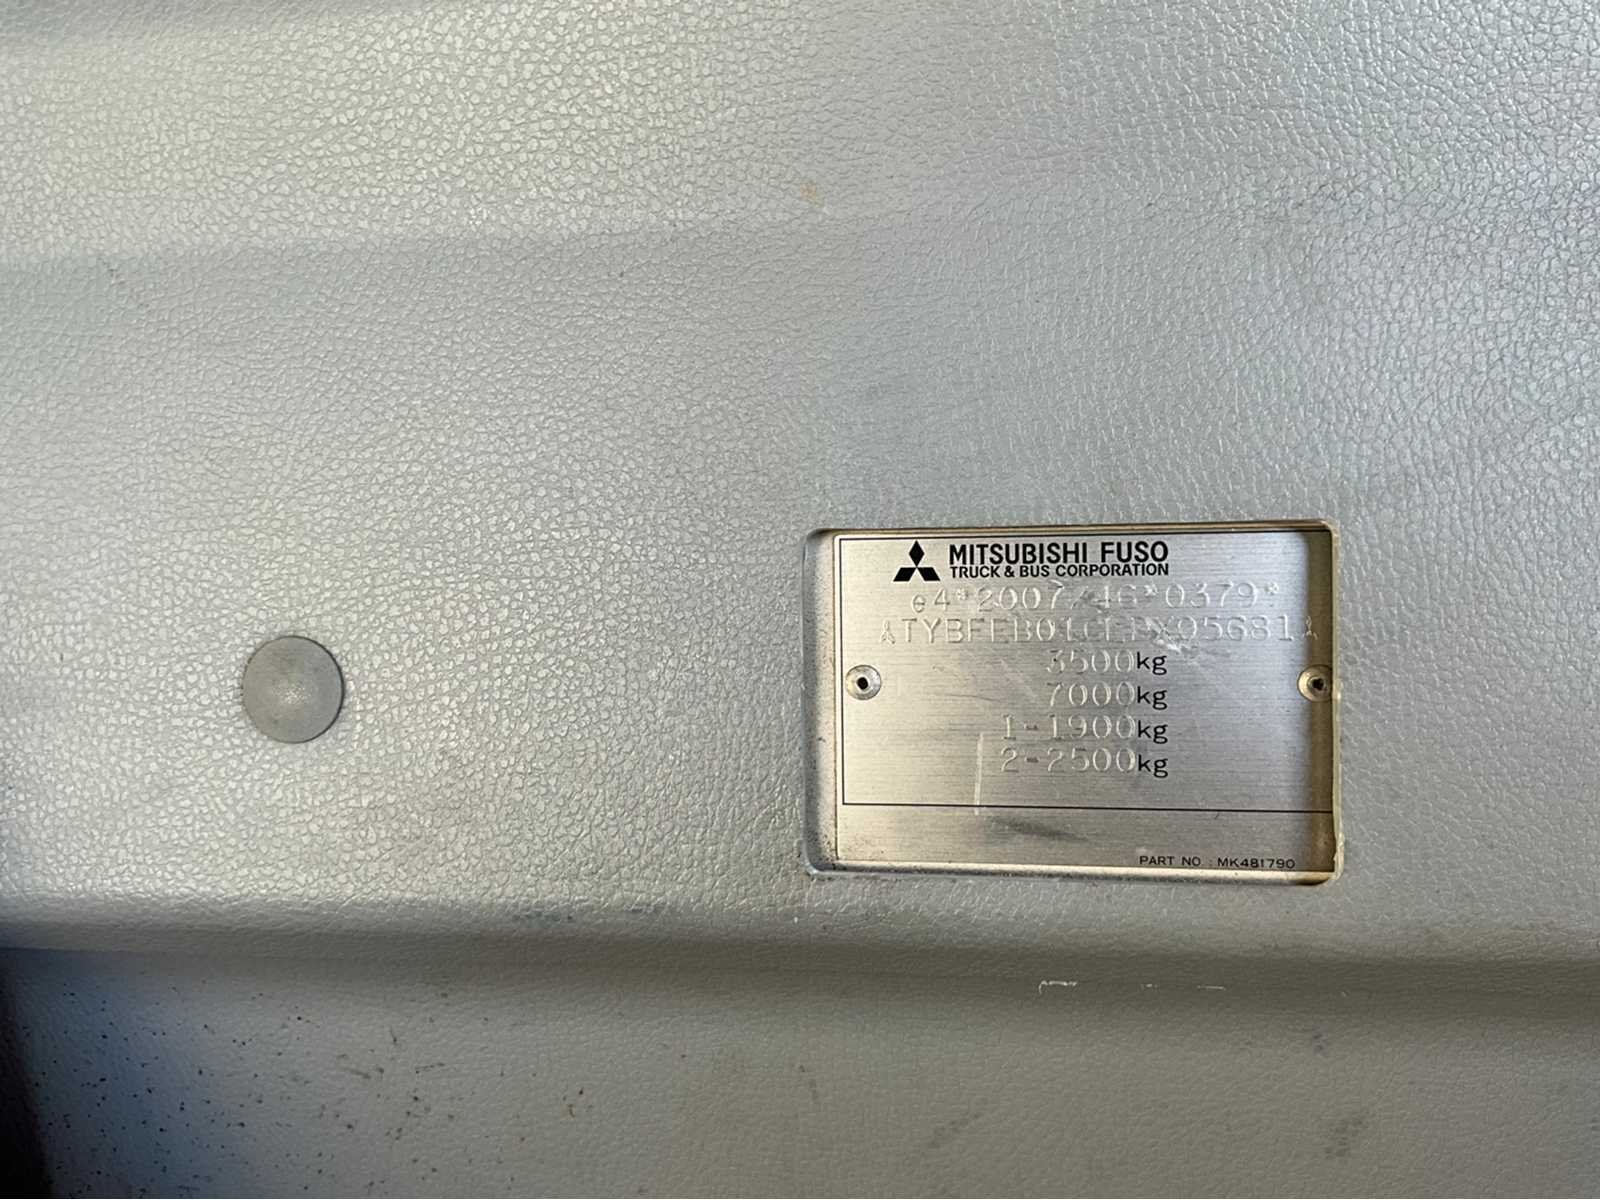 MITSUBISHI FUSO
TRUCK & BUS CORPORATION
e4*2007/46*0379*
3500kg
7000kg
1-1900kg
2-2500kg
PART NO : MK481790